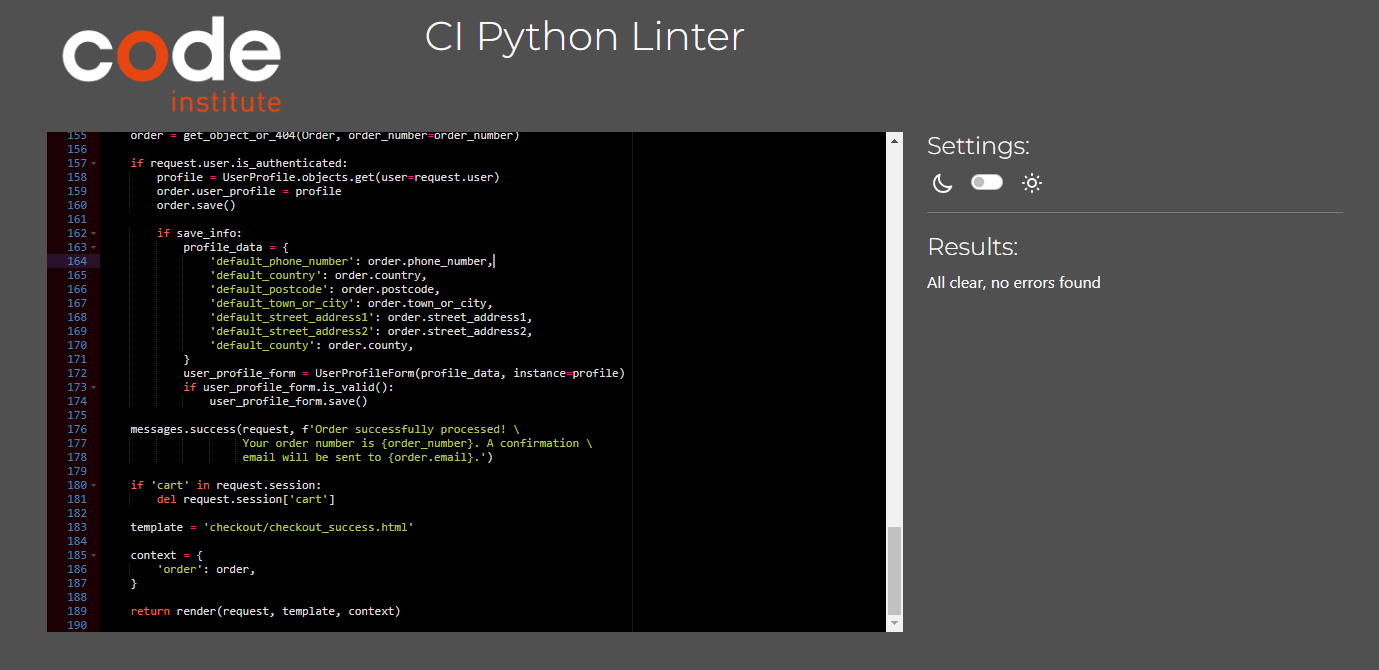 code
institute
CI Python Linter
155 order = get_object_or_404(Order, order_number=order_number)
156
157 if request.user.is_authenticated:
158 profile = UserProfile.objects.get(user=request.user)
159 order.user_profile = profile
160 order.save()
161
162 if save_info:
163 profile_data = {
164 'default_phone_number': order.phone_number,
165 'default_country': order.country,
166 'default_postcode': order.postcode,
167 'default_town_or_city': order.town_or_city,
168 'default_street_address1': order.street_address1,
169 'default_street_address2': order.street_address2,
170 'default_county': order.county,
171 }
172 user_profile_form = UserProfileForm(profile_data, instance=profile)
173 if user_profile_form.is_valid():
174 user_profile_form.save()
175
176 messages.success(request, f'Order successfully processed! \
177 Your order number is {order_number}. A confirmation \
178 email will be sent to {order.email}.')
179
180 if 'cart' in request.session:
181 del request.session['cart']
182
183 template = 'checkout/checkout_success.html'
184
185 context = {
186 'order': order,
187 }
188
189 return render(request, template, context)
190
Settings:
Results:
All clear, no errors found